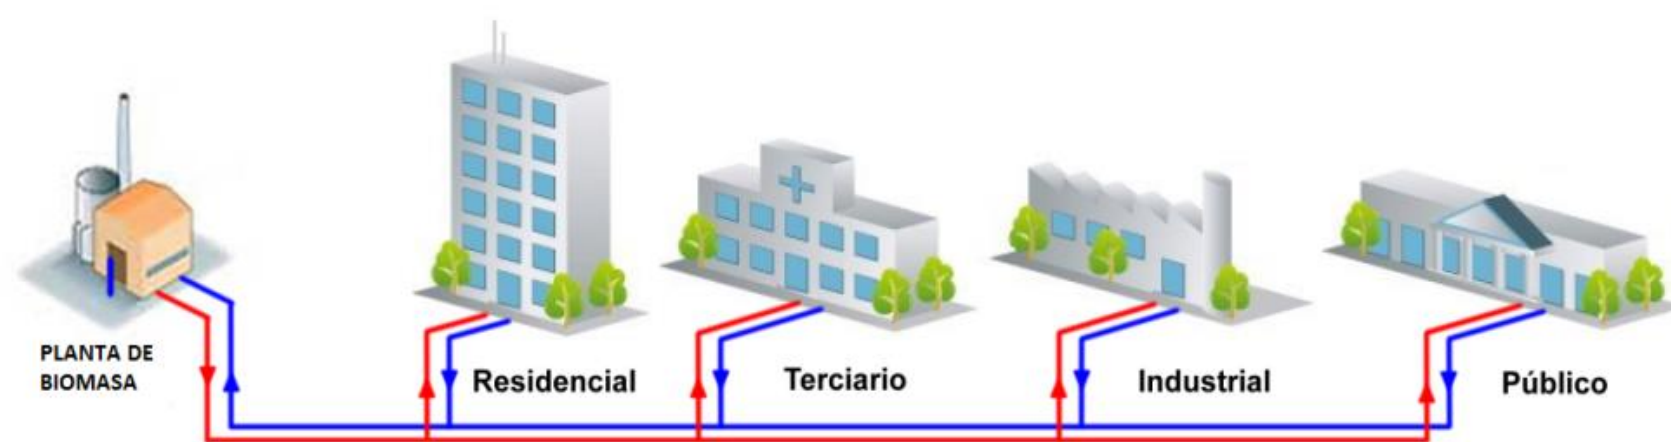 PLANTA DE
BIOMASA
Residencial
Terciario
Industrial
Público